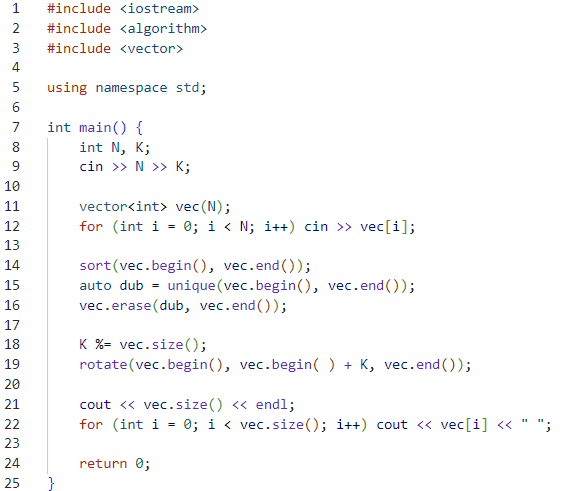 1 #include <iostream>
2 #include <algorithm>
3 #include <vector>
4
5 using namespace std;
6
7 int main() {
8     int N, K;
9     cin >> N >> K;
10
11     vector<int> vec(N);
12     for (int i = 0; i < N; i++) cin >> vec[i];
13
14     sort(vec.begin(), vec.end());
15     auto dub = unique(vec.begin(), vec.end());
16     vec.erase(dub, vec.end());
17
18     K %= vec.size();
19     rotate(vec.begin(), vec.begin( ) + K, vec.end());
20
21     cout << vec.size() << endl;
22     for (int i = 0; i < vec.size(); i++) cout << vec[i] << " ";
23
24     return 0;
25 }